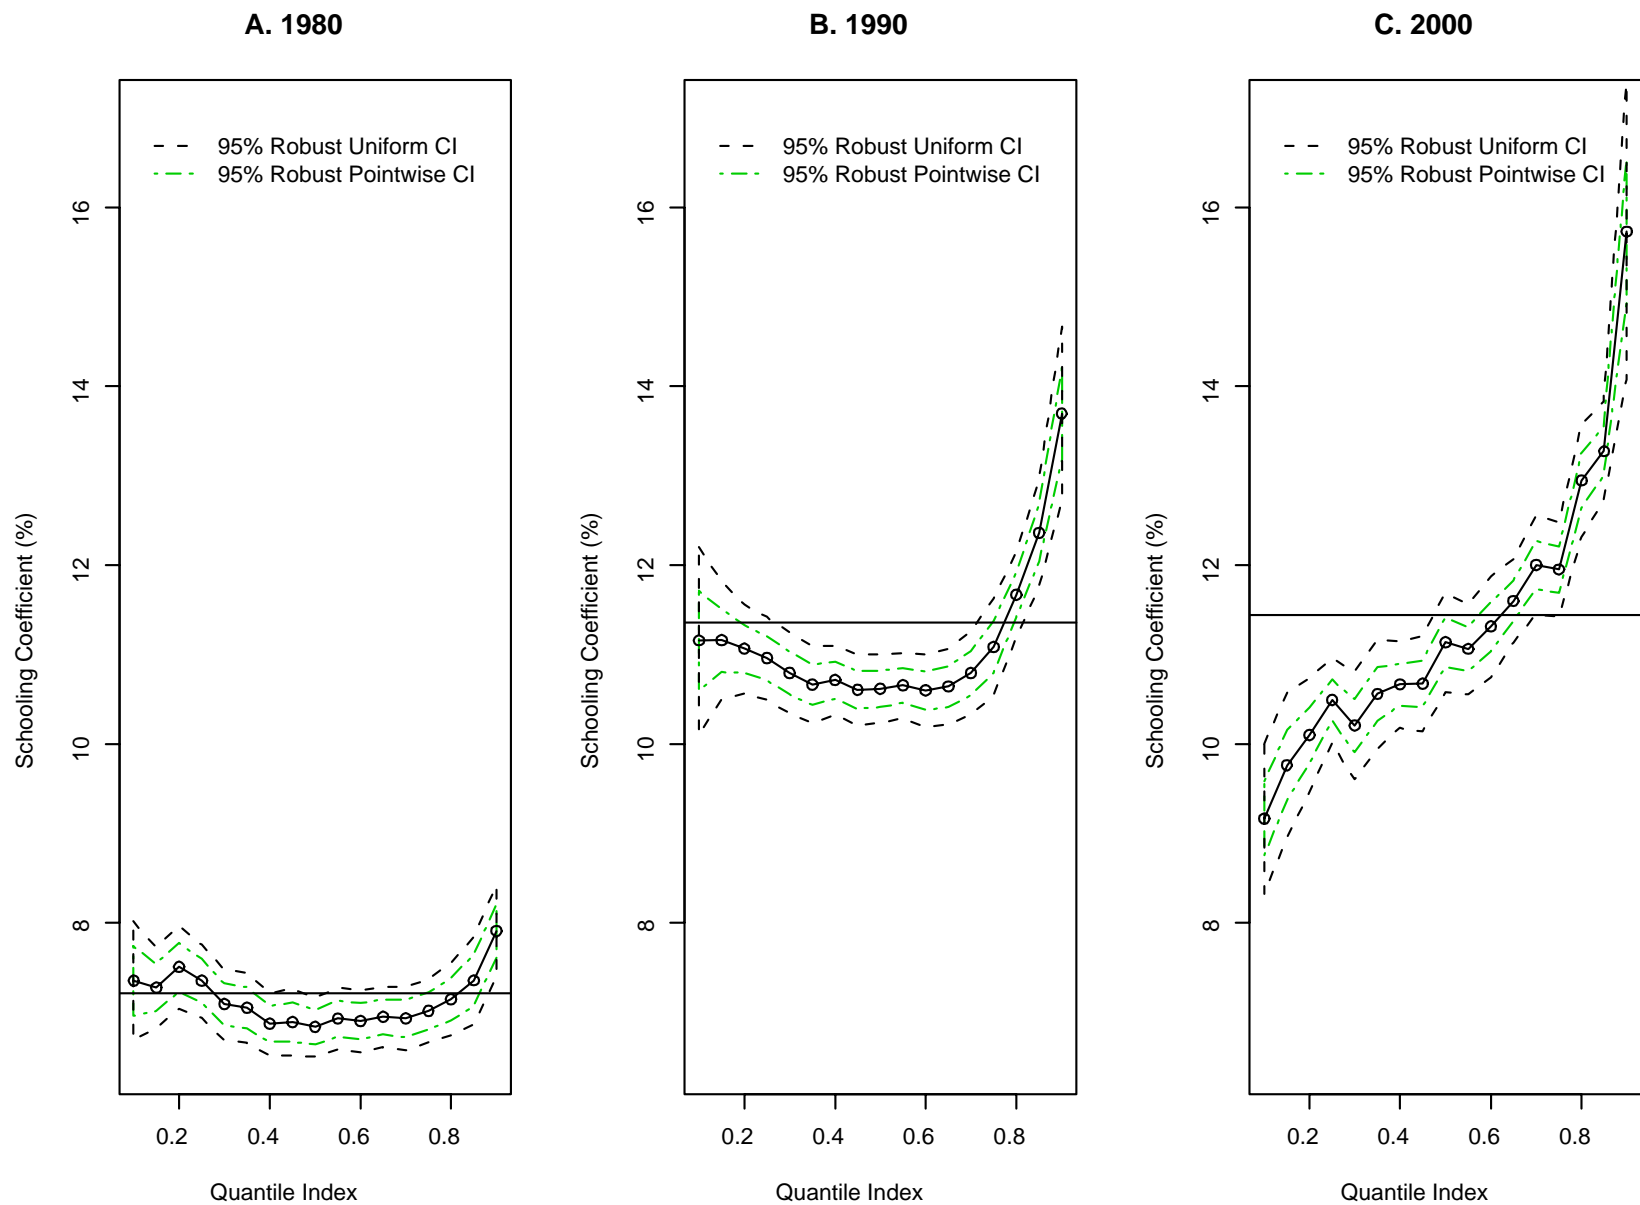 A. 1980
95% Robust Uniform CI
95% Robust Pointwise CI
Schooling Coefficient (%)
16
14
12
10
8
0.2 0.4 0.6 0.8
Quantile Index
B. 1990
95% Robust Uniform CI
95% Robust Pointwise CI
Schooling Coefficient (%)
16
14
12
10
8
0.2 0.4 0.6 0.8
Quantile Index
C. 2000
95% Robust Uniform CI
95% Robust Pointwise CI
Schooling Coefficient (%)
16
14
12
10
8
0.2 0.4 0.6 0.8
Quantile Index